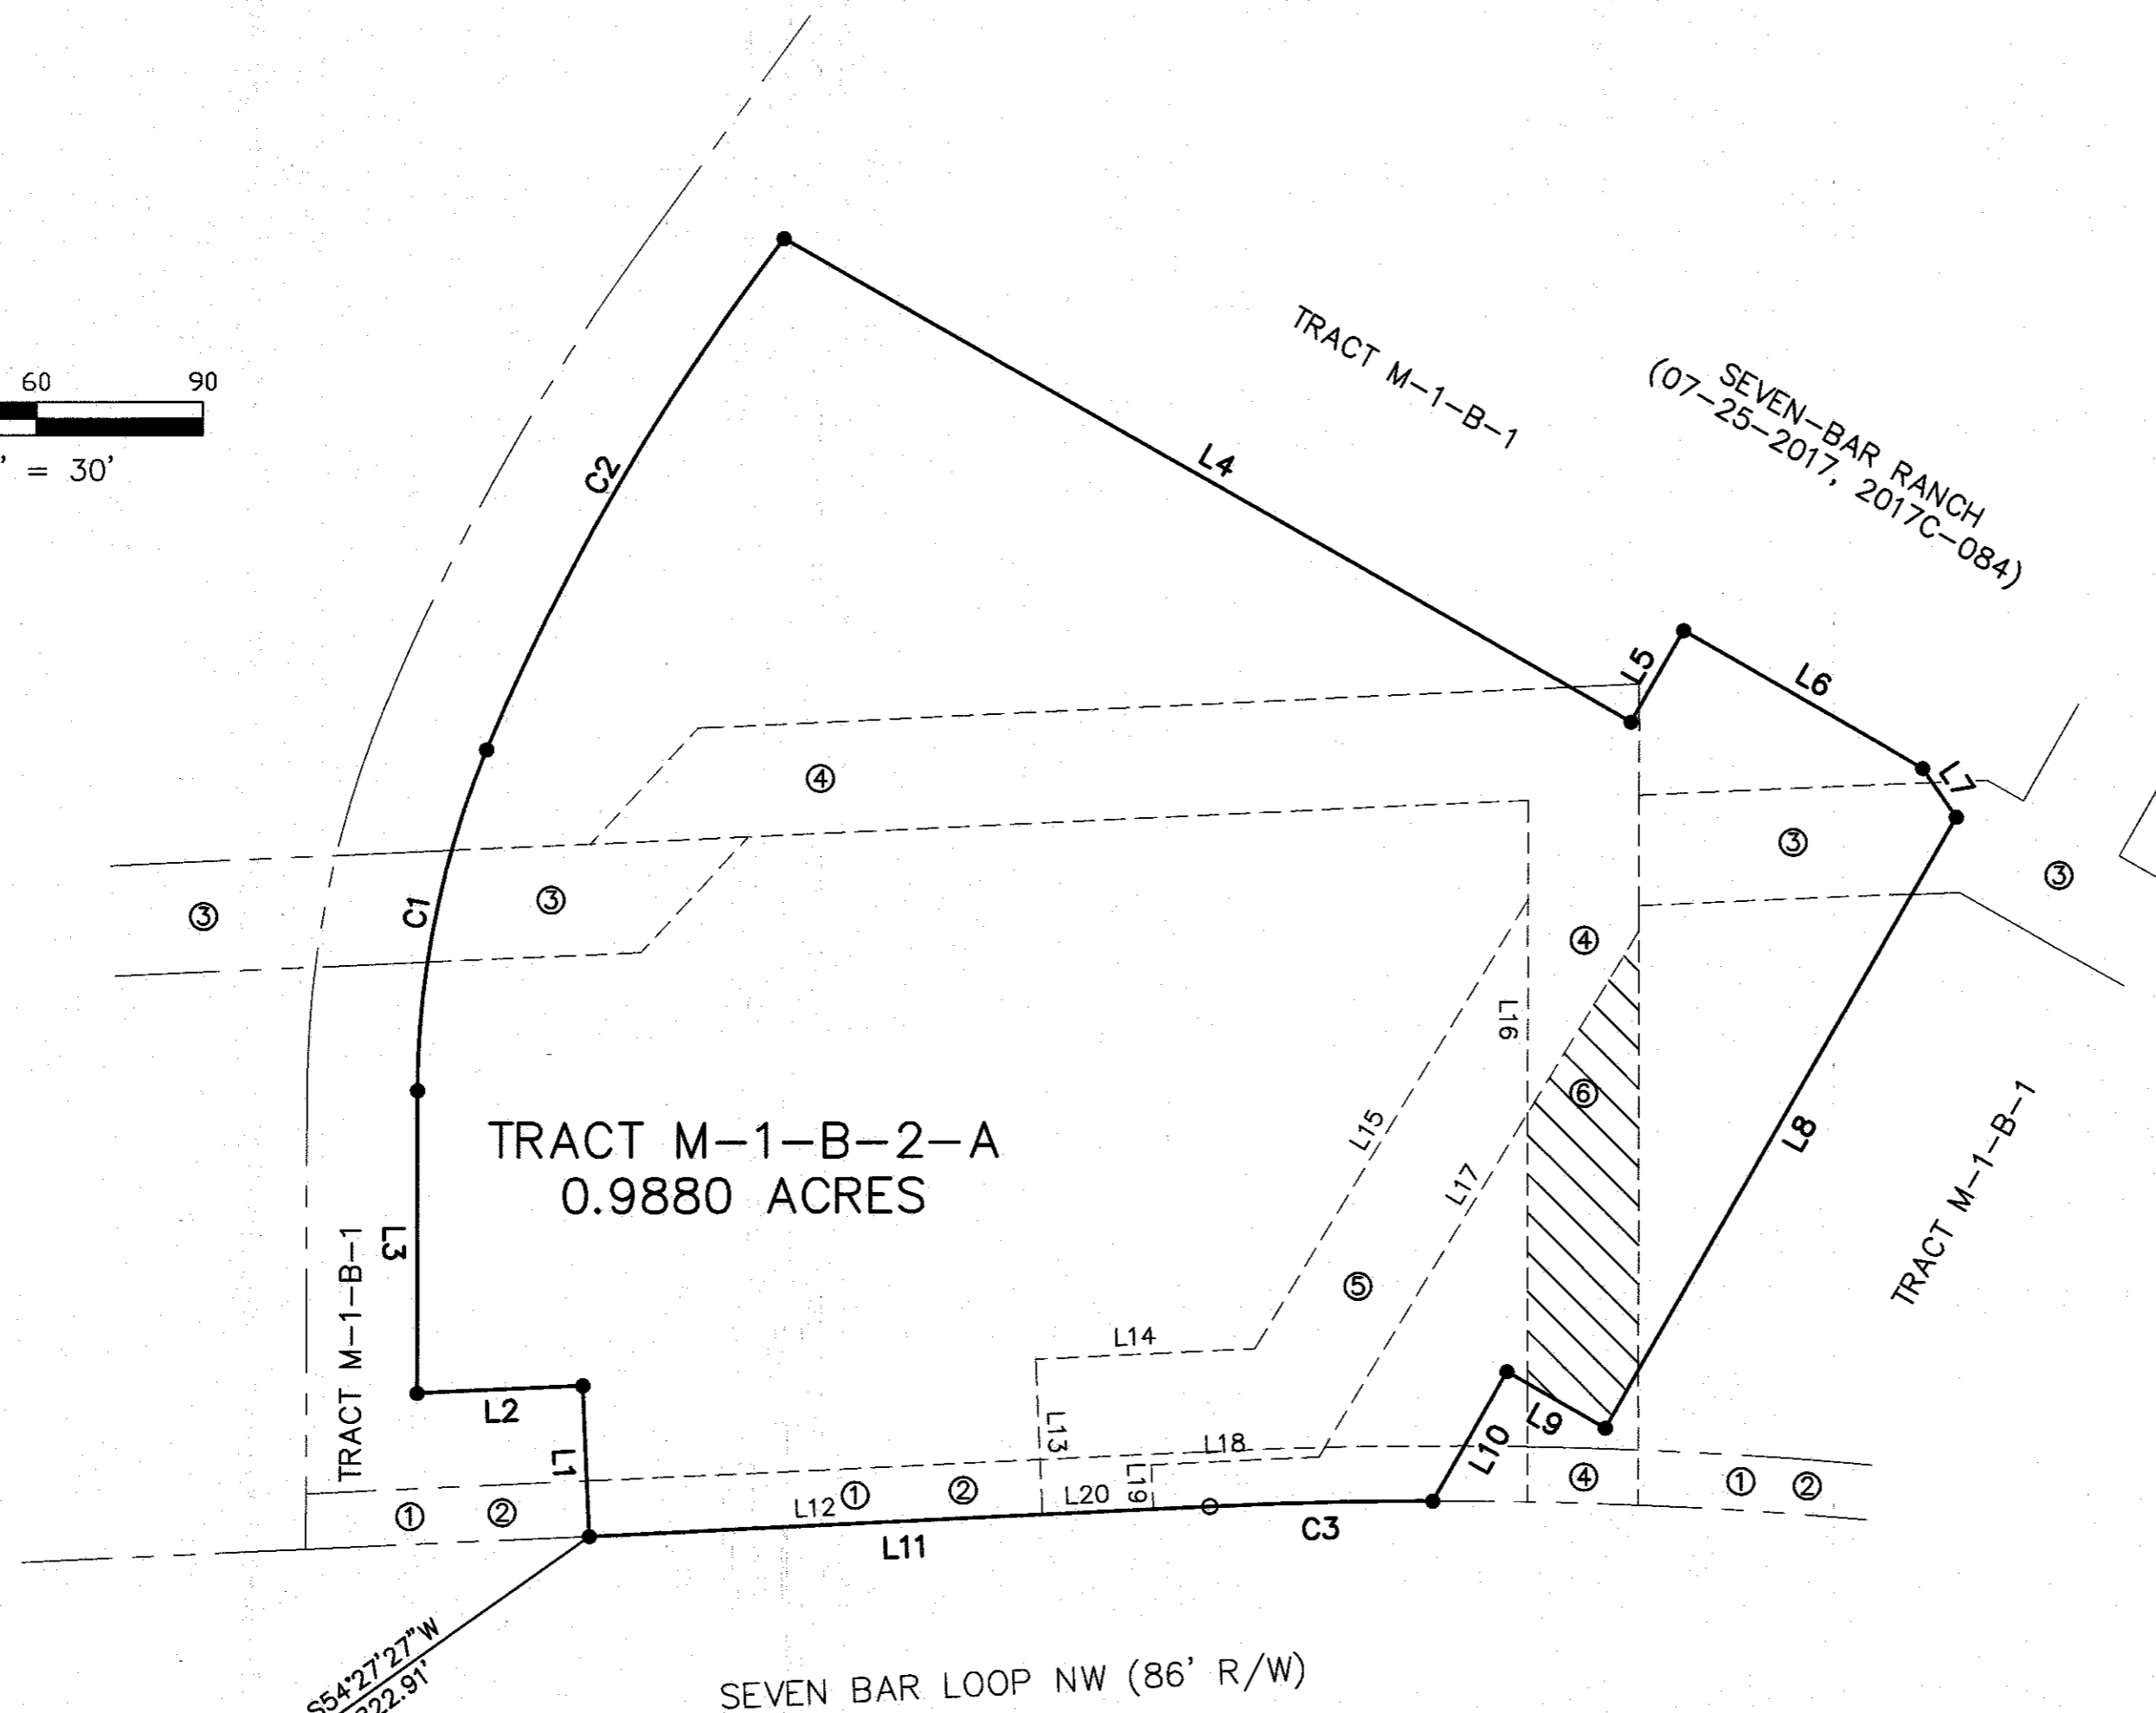 60 90
' = 30'
TRACT M-1-B-1
SEVEN-BAR RANCH
(07-25-2017, 2017C-084)
C2
L4
L5
L6
L7
④
③
③
③
③
C1
④
L16
⑥
L15
L8
TRACT M-1-B-2-A
0.9880 ACRES
L17
TRACT M-1-B-1
L3
TRACT M-1-B-1
⑤
L14
L2
L13
L18
L9
L10
L1
L19
① ② L12 ① ② L20 ④ ① ②
L11
C3
S54°27'27"W
22.91'
SEVEN BAR LOOP NW (86' R/W)